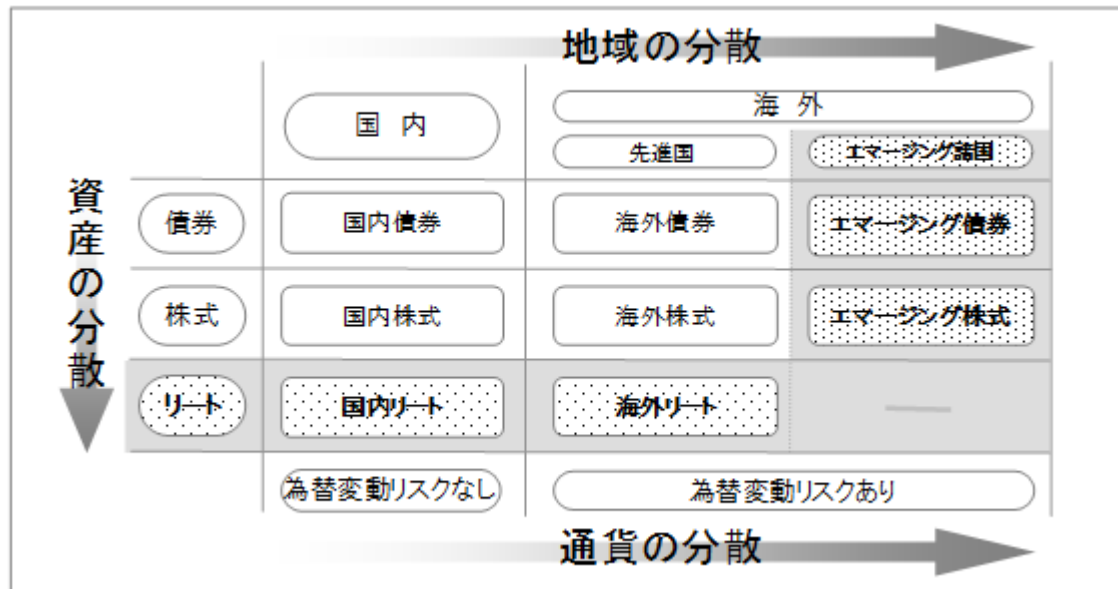 地域の分散
国内
海外
先進国
エマージング諸国
資産の分散
債券
国内債券
海外債券
エマージング債券
株式
国内株式
海外株式
エマージング株式
リート
国内リート
海外リート
為替変動リスクなし
為替変動リスクあり
通貨の分散